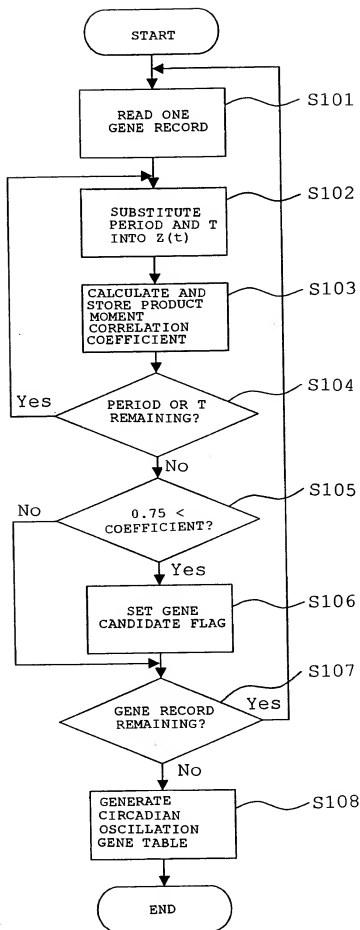 START
READ ONE
GENE RECORD
S101
SUBSTITUTE
PERIOD AND T
INTO Z(t)
S102
CALCULATE AND
STORE PRODUCT
MOMENT
CORRELATION
COEFFICIENT
S103
PERIOD OR T
REMAINING?
S104
Yes
No
0.75 <
COEFFICIENT?
S105
No
Yes
SET GENE
CANDIDATE FLAG
S106
GENE RECORD
REMAINING?
S107
Yes
No
GENERATE
CIRCADIAN
OSCILLATION
GENE TABLE
S108
END